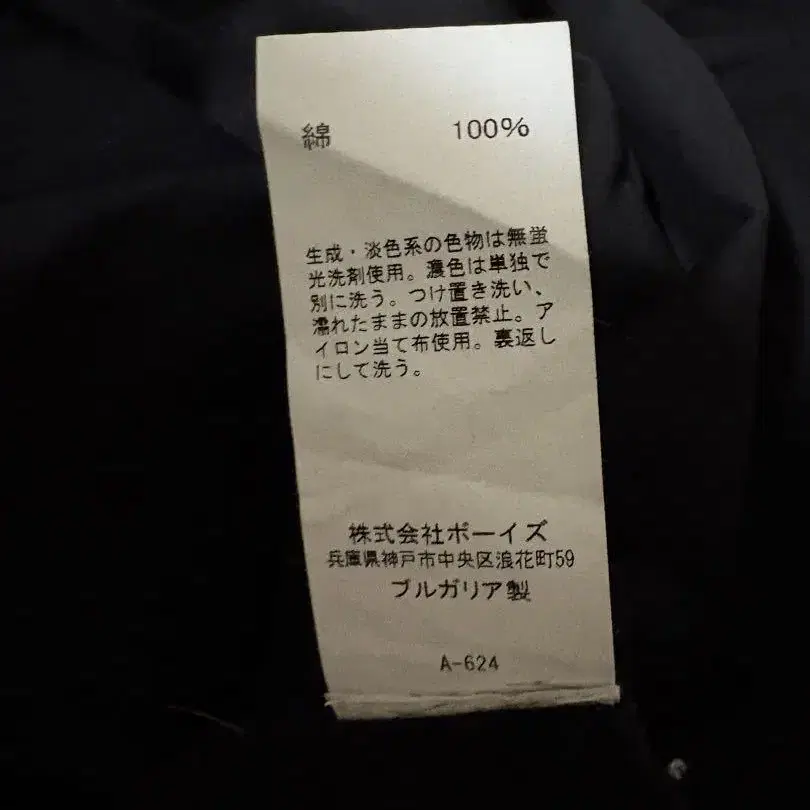 綿 100%
生成・淡色系の色物は無蛍
光洗剤使用。濃色は単独で
別に洗う。つけ置き洗い、
濡れたままの放置禁止。ア
イロン当て布使用。裏返し
にして洗う。
株式会社ボーイズ
兵庫県神戸市中央区浪花町59
ブルガリア製
A-624